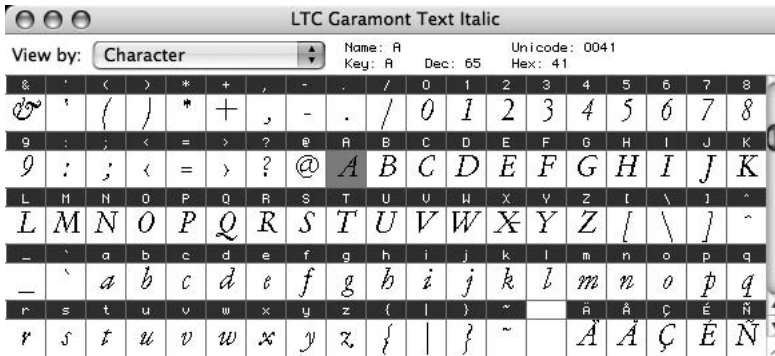 LTC Garamont Text Italic
View by: Character Name: A Unicode: 0041
Key: A Dec: 65 Hex: 41
& ' ( ) * + , - . / 0 1 2 3 4 5 6 7 8
& ' ( ) * + , - . / 0 1 2 3 4 5 6 7 8
9 : ; < = > ? @ A B C D E F G H I J K
9 : ; < = > ? @ A B C D E F G H I J K
L M N O P Q R S T U V W X Y Z [ \ ] ^
L M N O P Q R S T U V W X Y Z [ \ ] ^
_ ` a b c d e f g h i j k l m n o p q
_ ` a b c d e f g h i j k l m n o p q
r s t u v w x y z { | } ~ Ä Å Ç É Ñ
r s t u v w x y z { | } ~ Ä Å Ç É Ñ